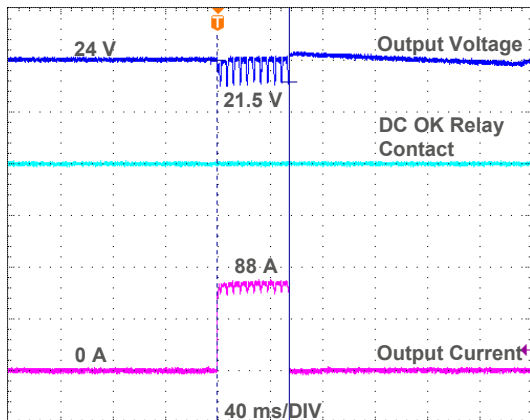 T
24 V
Output Voltage
21.5 V
DC OK Relay
Contact
88 A
0 A
Output Current
40 ms/DIV